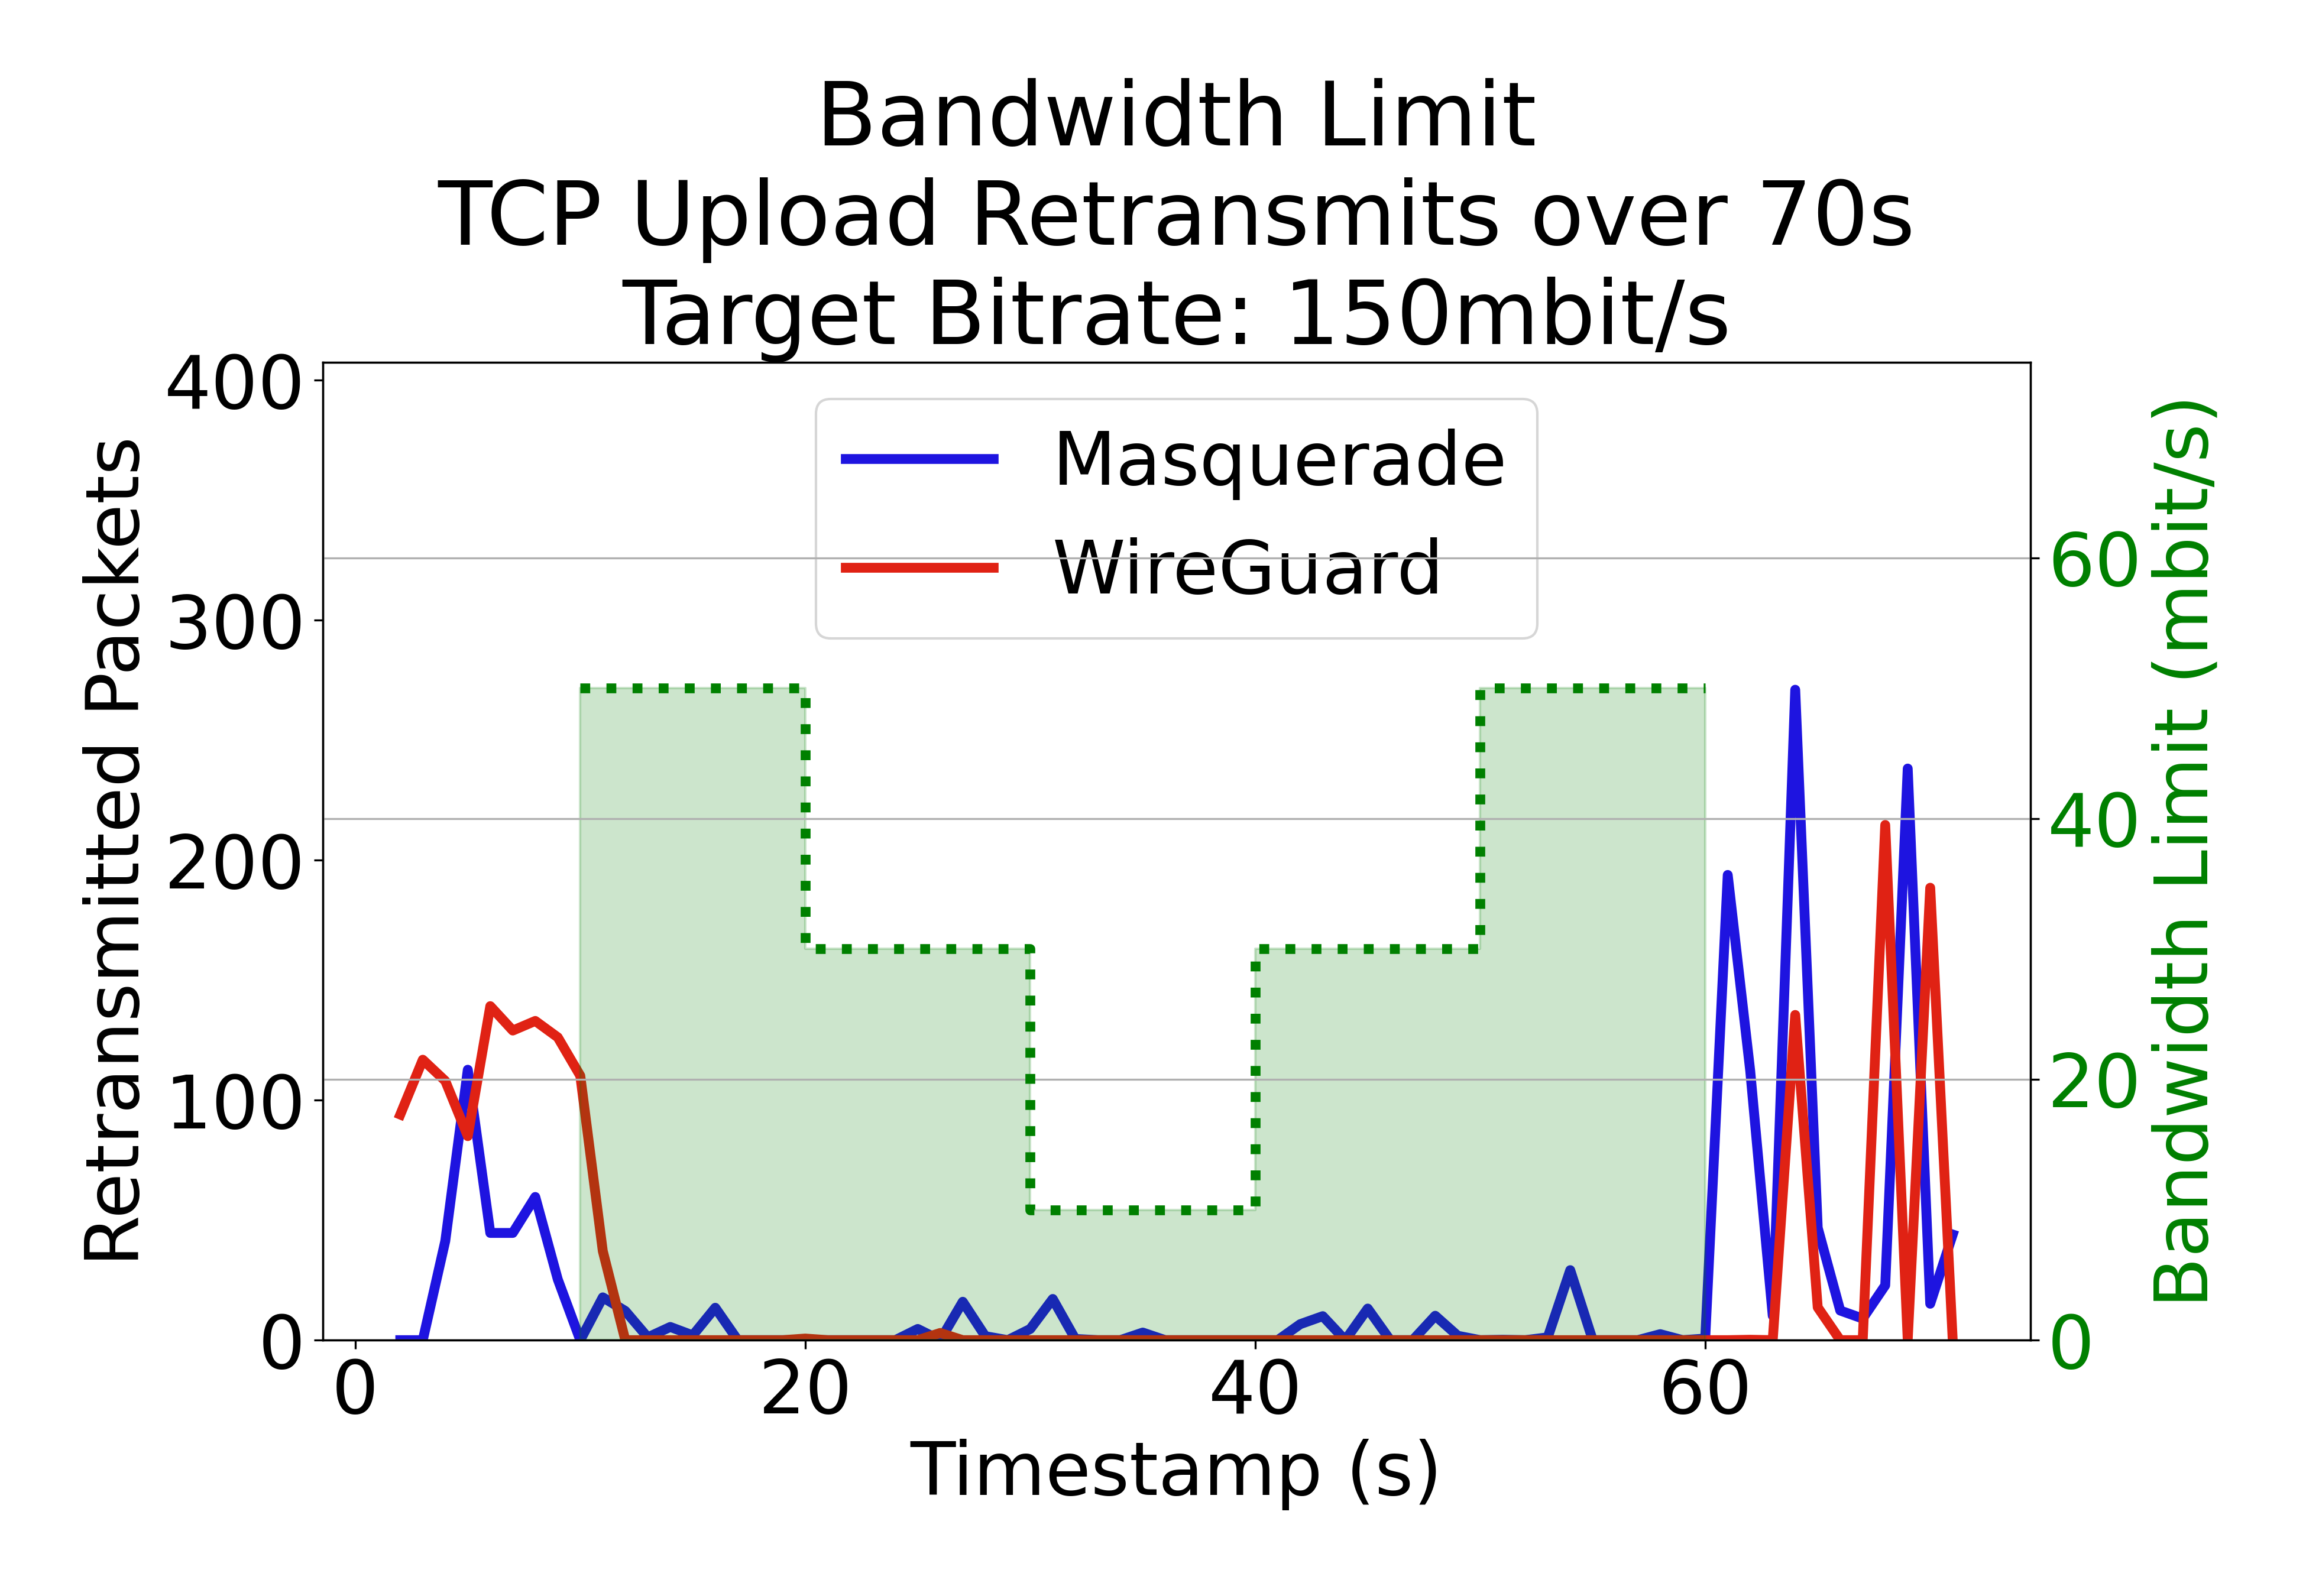 Bandwidth Limit
TCP Upload Retransmits over 70s
Target Bitrate: 150mbit/s
Retransmitted Packets
400
300
200
100
0
Masquerade
WireGuard
60
40
20
0
Bandwidth Limit (mbit/s)
0 20 40 60
Timestamp (s)